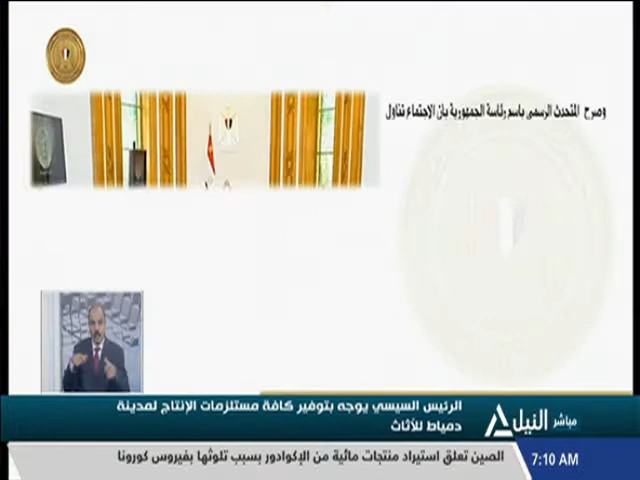 وصرح المتحدث الرسمي باسم رئاسة الجمهورية بأن الاجتماع تناول
الرئيس السيسي يوجه بتوفير كافة مستلزمات الإنتاج لمدينة
دمياط للأثاث
النيل مباشر
الصين تعلق استيراد منتجات مائية من الإكوادور بسبب تلوثها بفيروس كورونا
7:10 AM